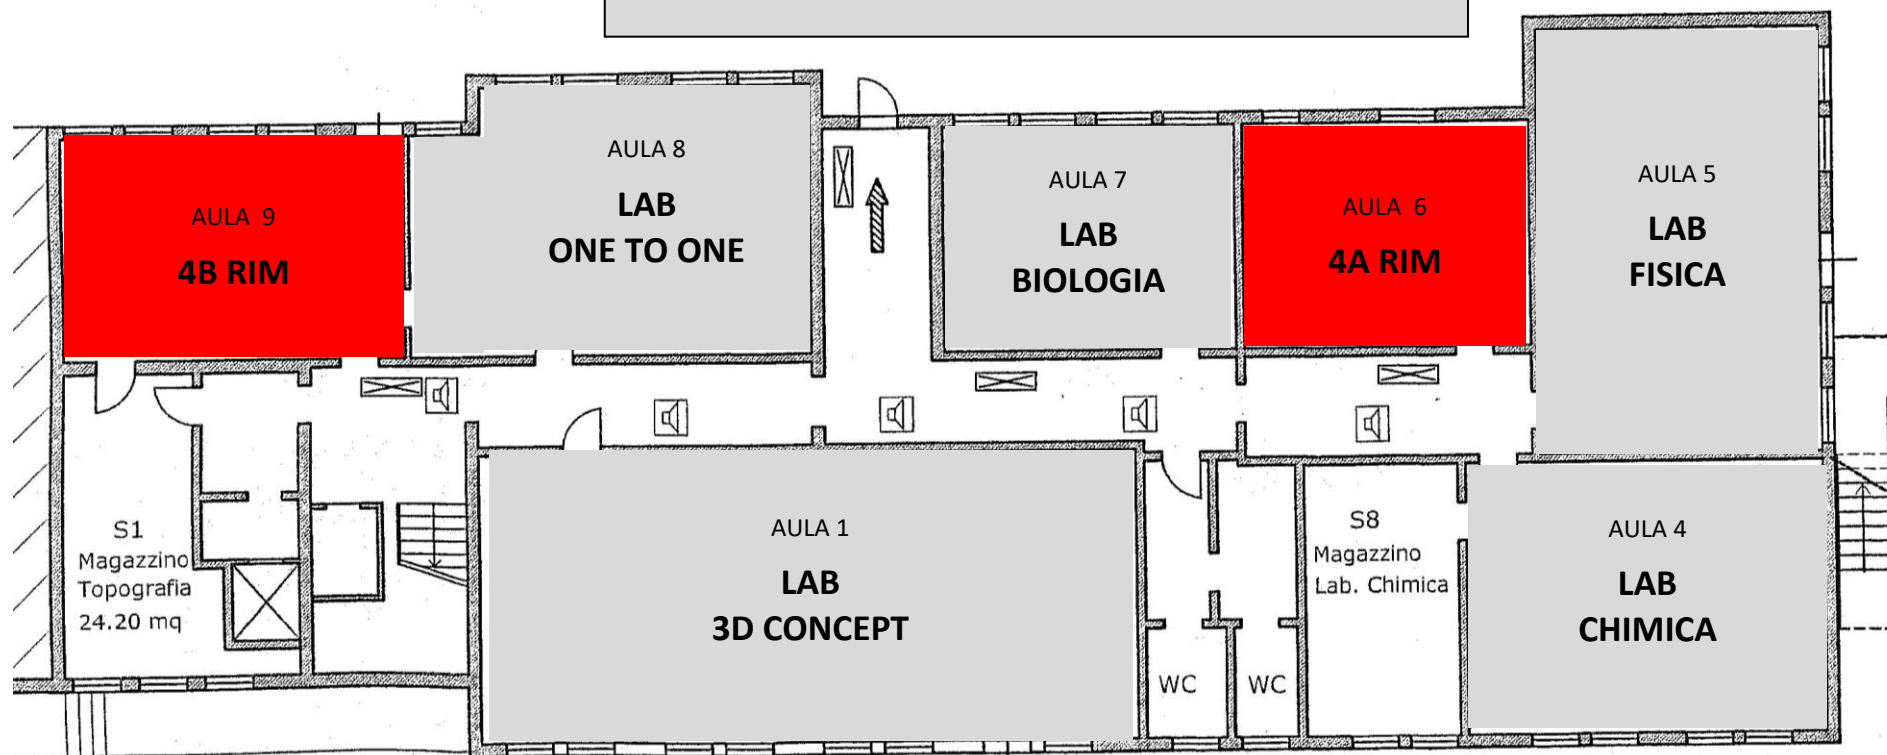 AULA  9
4B RIM
AULA 8
LAB
ONE TO ONE
AULA 7
LAB
BIOLOGIA
AULA  6
4A RIM
AULA 5
LAB
FISICA
S1
Magazzino
Topografia
24.20 mq
AULA 1
LAB
3D CONCEPT
WC
WC
S8
Magazzino
Lab. Chimica
AULA 4
LAB
CHIMICA